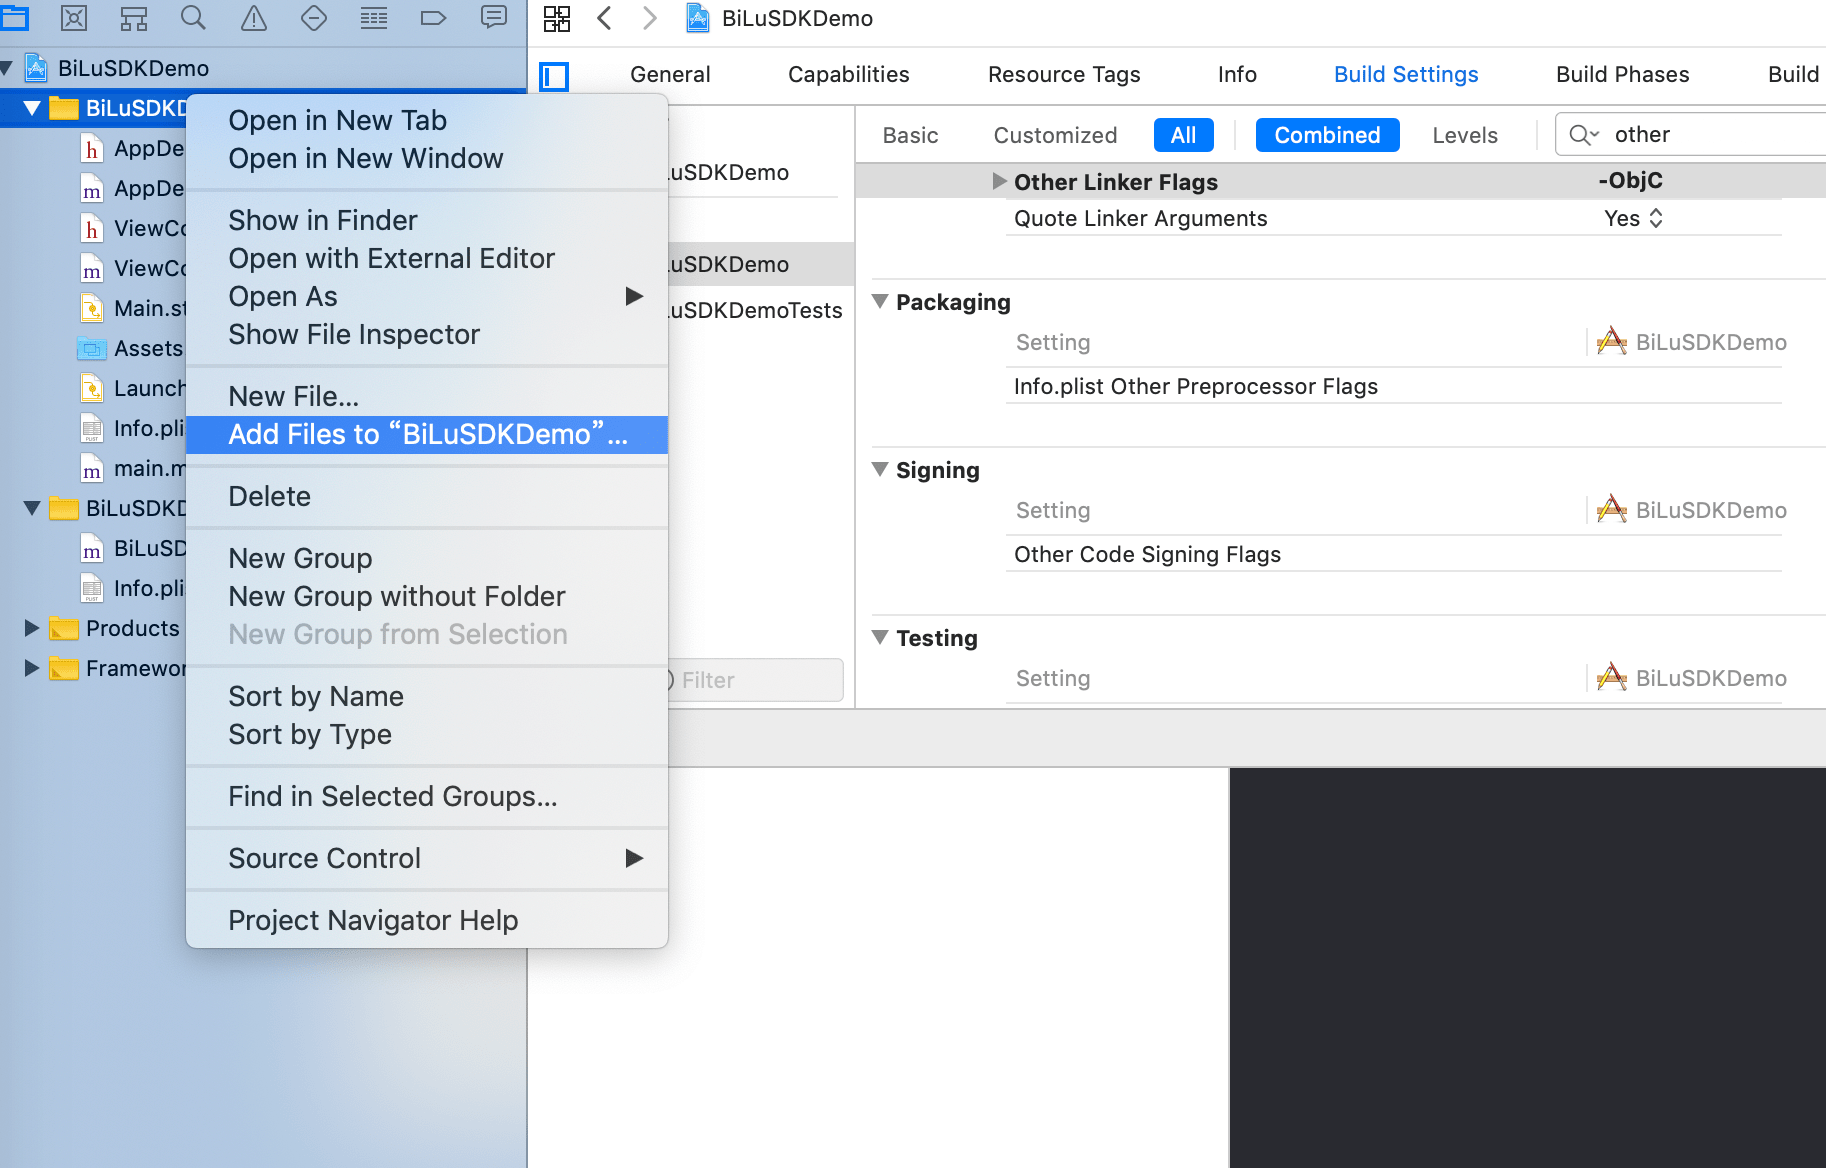 BiLuSDKDemo
BiLuSDKDemo
General
Capabilities
Resource Tags
Info
Build Settings
Build Phases
Build
Basic
Customized
All
Combined
Levels
other
BiLuSDKD
h AppDe
m AppDe
h ViewCo
m ViewCo
Main.st
Assets
Launch
Info.pli
m main.m
BiLuSDKD
m BiLuSD
Info.pli
Products
Framewor
Open in New Tab
Open in New Window
Show in Finder
Open with External Editor
Open As
Show File Inspector
New File...
Add Files to “BiLuSDKDemo”...
Delete
New Group
New Group without Folder
New Group from Selection
Sort by Name
Sort by Type
Find in Selected Groups...
Source Control
Project Navigator Help
uSDKDemo
uSDKDemo
uSDKDemoTests
Filter
Other Linker Flags
-ObjC
Quote Linker Arguments
Yes
Packaging
Setting
BiLuSDKDemo
Info.plist Other Preprocessor Flags
Signing
Setting
BiLuSDKDemo
Other Code Signing Flags
Testing
Setting
BiLuSDKDemo